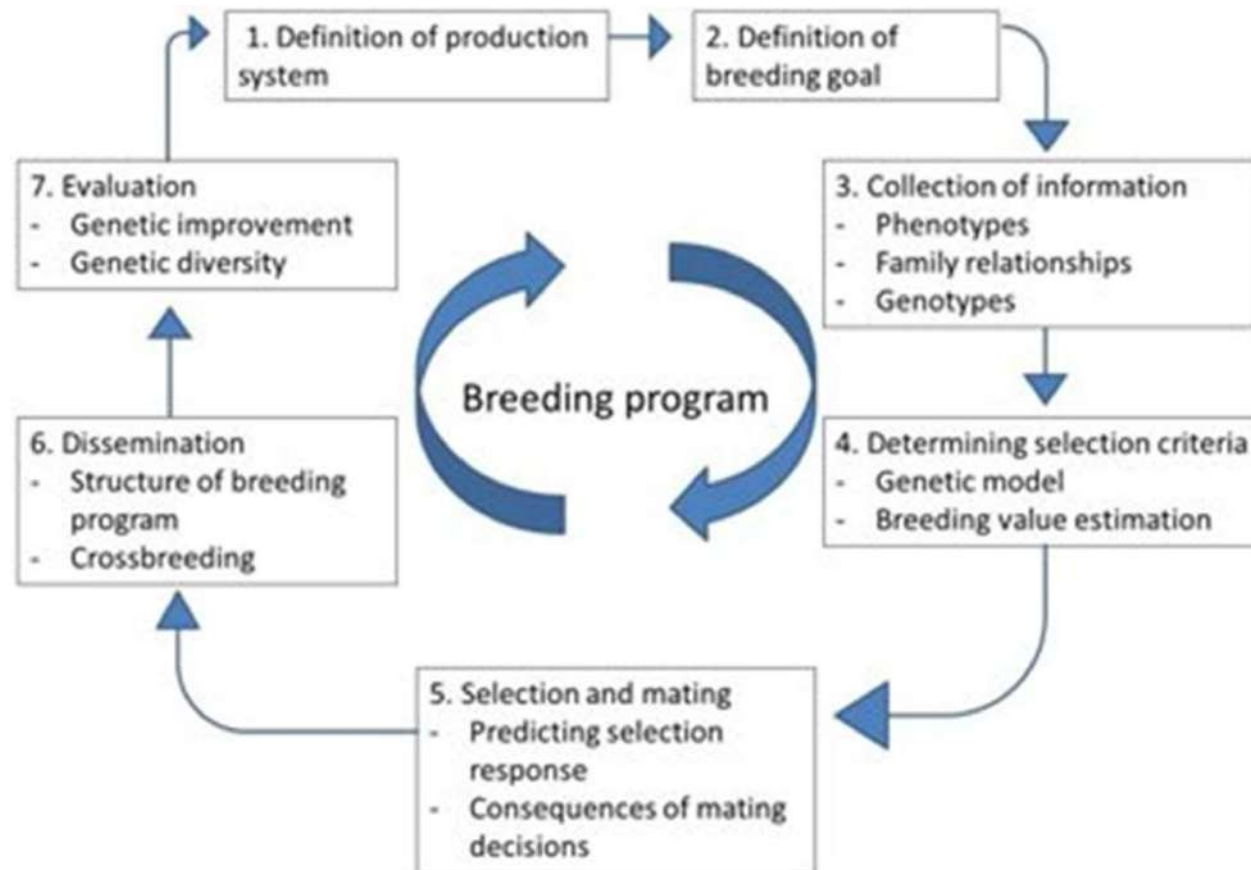 1. Definition of production
system
2. Definition of
breeding goal
3. Collection of information
- Phenotypes
- Family relationships
- Genotypes
4. Determining selection criteria
- Genetic model
- Breeding value estimation
5. Selection and mating
- Predicting selection
response
- Consequences of mating
decisions
6. Dissemination
- Structure of breeding
program
- Crossbreeding
7. Evaluation
- Genetic improvement
- Genetic diversity
Breeding program